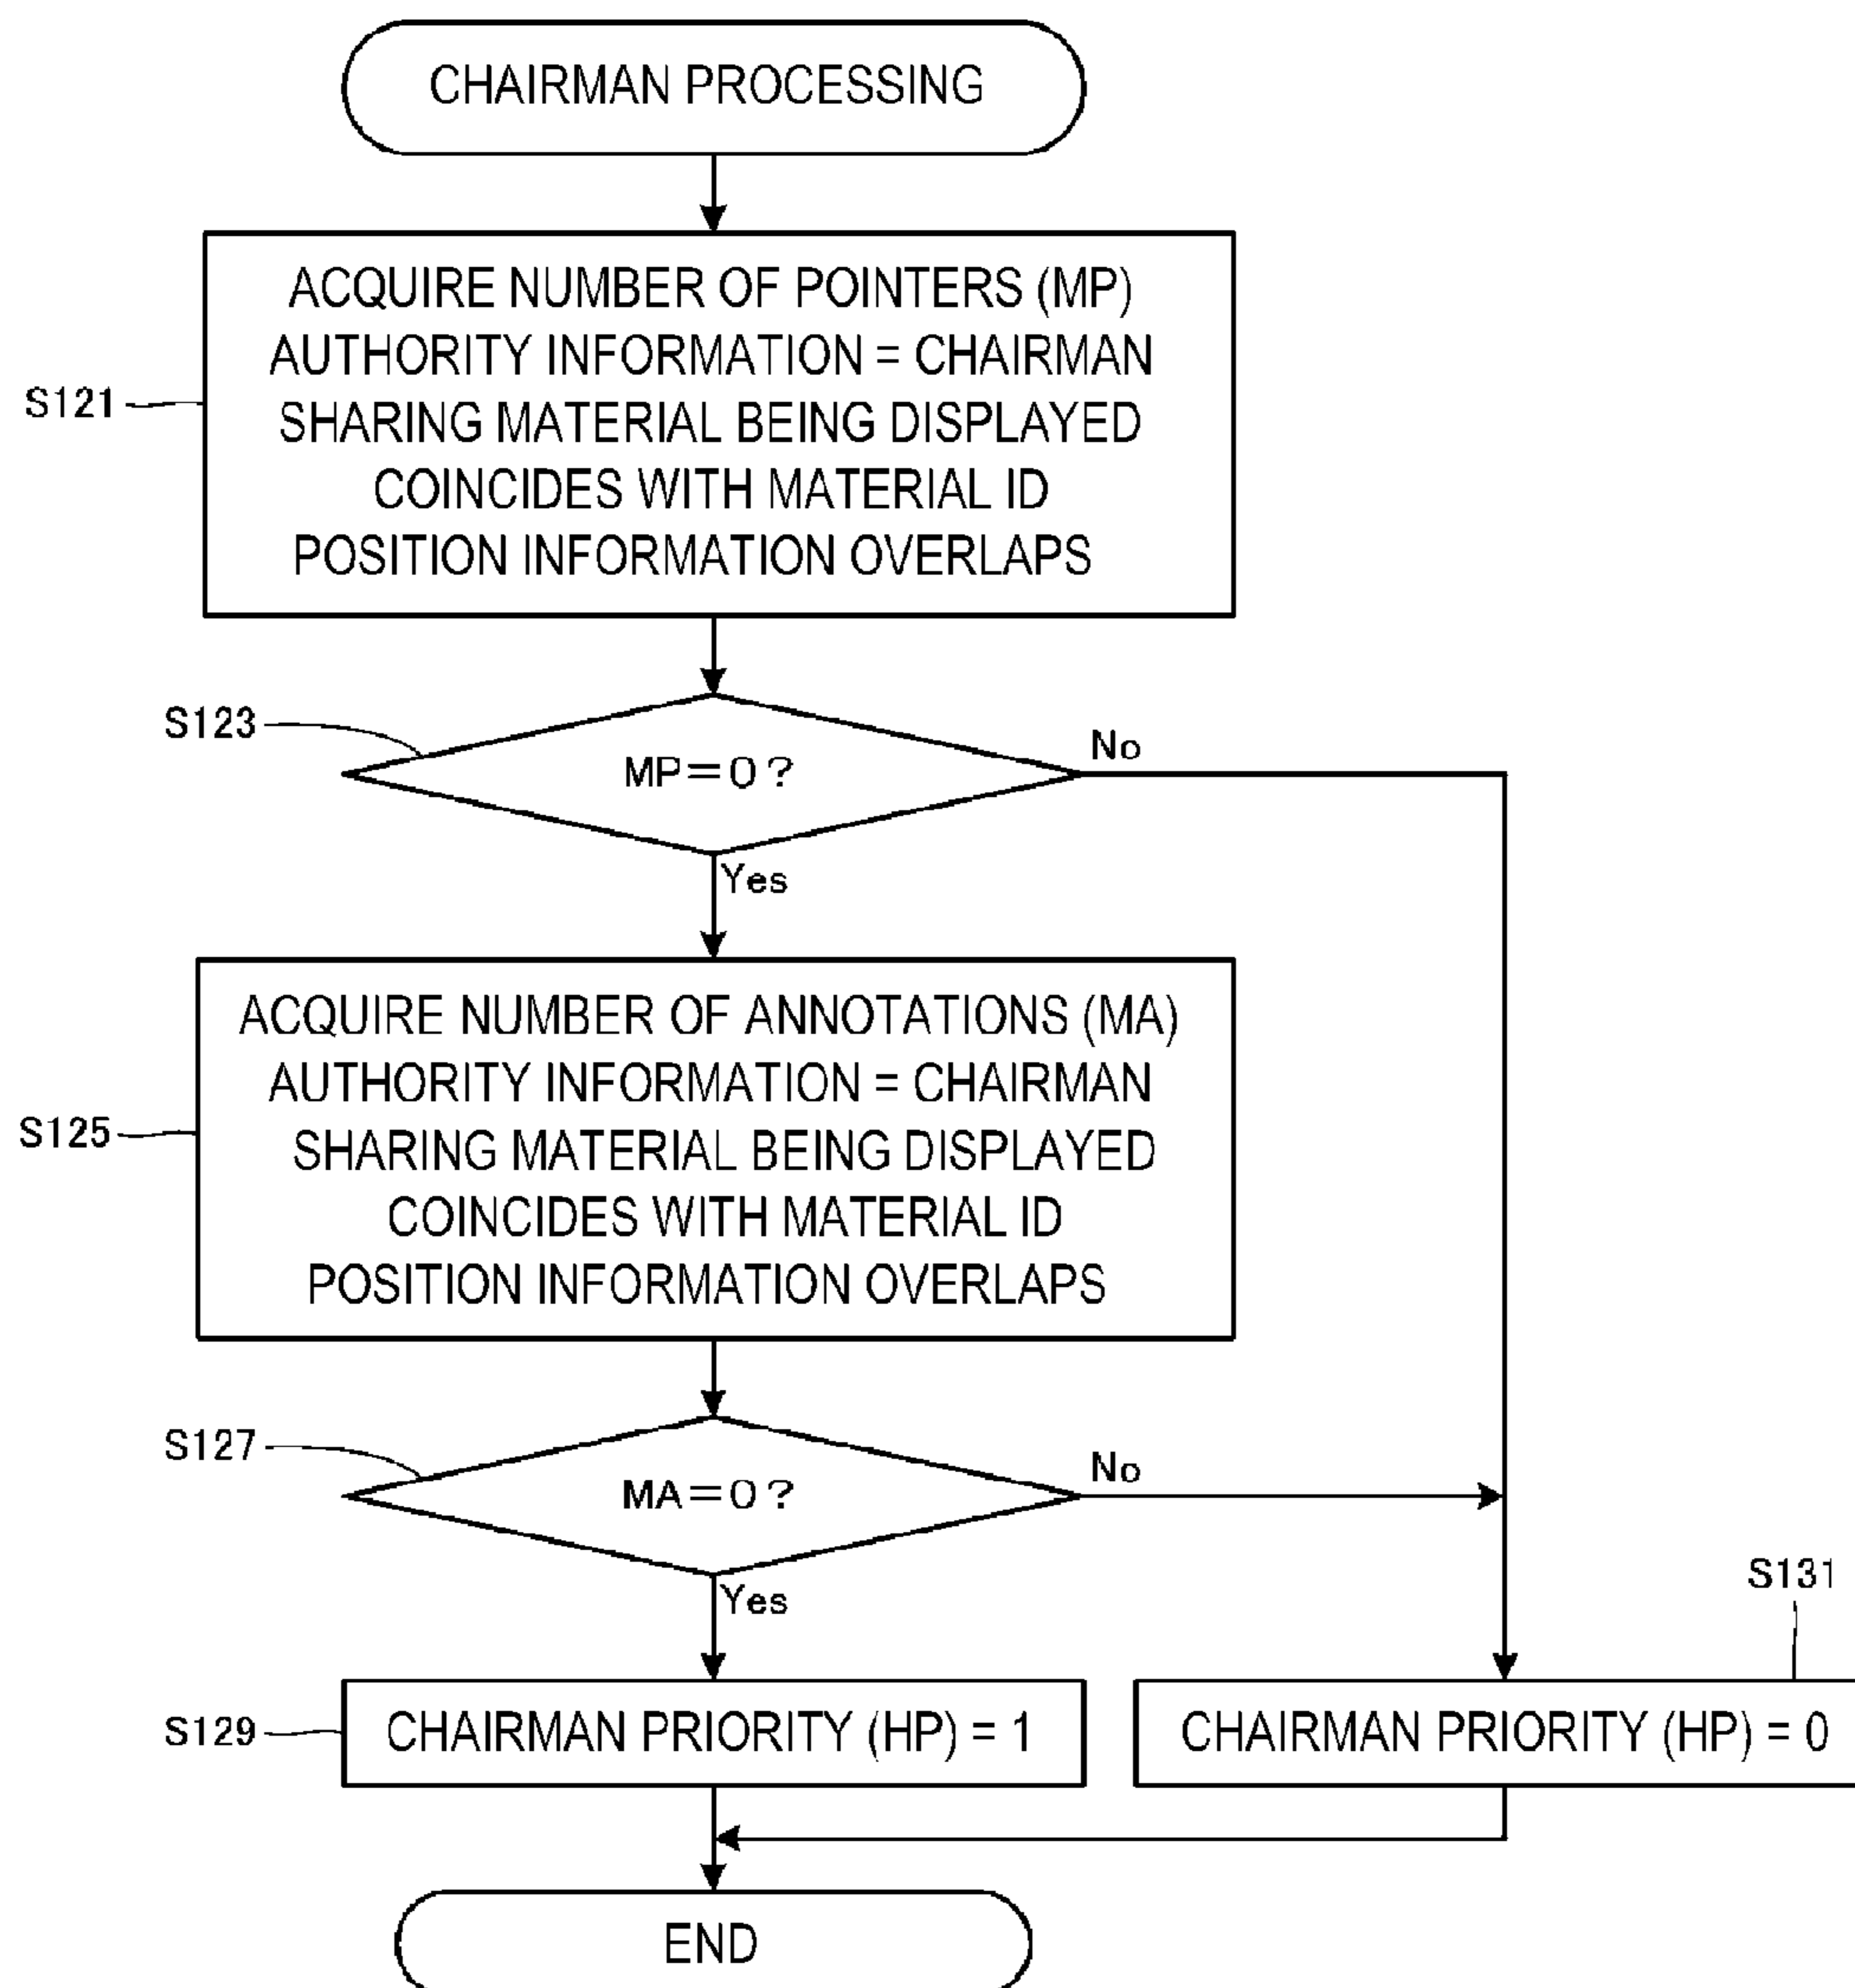 CHAIRMAN PROCESSING
ACQUIRE NUMBER OF POINTERS (MP)
AUTHORITY INFORMATION = CHAIRMAN
SHARING MATERIAL BEING DISPLAYED
COINCIDES WITH MATERIAL ID
POSITION INFORMATION OVERLAPS
S121
S123
MP=0?
No
Yes
ACQUIRE NUMBER OF ANNOTATIONS (MA)
AUTHORITY INFORMATION = CHAIRMAN
SHARING MATERIAL BEING DISPLAYED
COINCIDES WITH MATERIAL ID
POSITION INFORMATION OVERLAPS
S125
S127
MA=0?
No
Yes
S131
S129
CHAIRMAN PRIORITY (HP) = 1
CHAIRMAN PRIORITY (HP) = 0
END